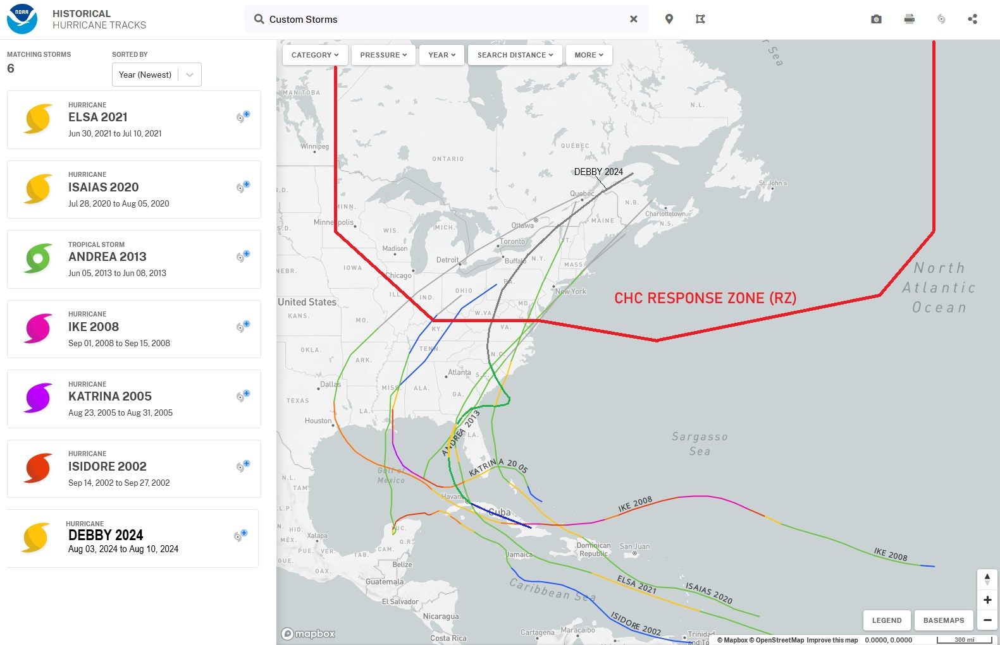 NOAA
HISTORICAL
HURRICANE TRACKS
Custom Storms
MATCHING STORMS
6
SORTED BY
Year (Newest)
HURRICANE
ELSA 2021
Jun 30, 2021 to Jul 10, 2021
HURRICANE
ISAIAS 2020
Jul 28, 2020 to Aug 05, 2020
TROPICAL STORM
ANDREA 2013
Jun 05, 2013 to Jun 08, 2013
HURRICANE
IKE 2008
Sep 01, 2008 to Sep 15, 2008
HURRICANE
KATRINA 2005
Aug 23, 2005 to Aug 31, 2005
HURRICANE
ISIDORE 2002
Sep 14, 2002 to Sep 27, 2002
HURRICANE
DEBBY 2024
Aug 03, 2024 to Aug 10, 2024
CATEGORY
PRESSURE
YEAR
SEARCH DISTANCE
MORE
r Sea
MANITOBA
N.L.
Winnipeg
ONTARIO
QUÉBEC
DEBBY 2024
St. John's
N.D.
Quebec
N.B.
MINN.
Charlottetown
Minneapolis
S.D.
WIS.
MICH.
Ottawa
MAINE
N.S.
Madison
Toronto
VT.
Detroit
Buffalo
N.Y.
MASS.
NEBR.
IOWA
Chicago
PA.
North
Atlantic
Ocean
ILL.
IND.
OHIO
New York
CHC RESPONSE ZONE (RZ)
United States
MD.
KANS.
MO.
W.VA.
KY.
VA.
OKLA.
TENN.
N.C.
ARK.
Atlanta
S.C.
Dallas
MISS.
ALA.
GA.
TEXAS
LA.
Houston
ANDREA 2013
FLA.
Sargasso
Sea
KATRINA 20 05
Gulf of
Mexico
N.L.
TAM.
Havana
Cuba
IKE 2008
S.L.P.
HID.
YUC.
Xalapa
MÉX.
Q.R.
PUE.
VER.
CAM.
TAB.
Jamaica
Dominican
Republic
San Juan
IKE 2008
GUE.
OAX.
Belize
Guatemala
Caribbean Sea
ELSA 2021
ISAIAS 2020
El Salvador
Nicaragua
ISIDORE 2002
LEGEND
BASEMAPS
mapbox
Costa Rica
Cartagena
Maracaibo
Trinidad
and To
© Mapbox © OpenStreetMap Improve this map
0.0000, 0.0000
300 mi